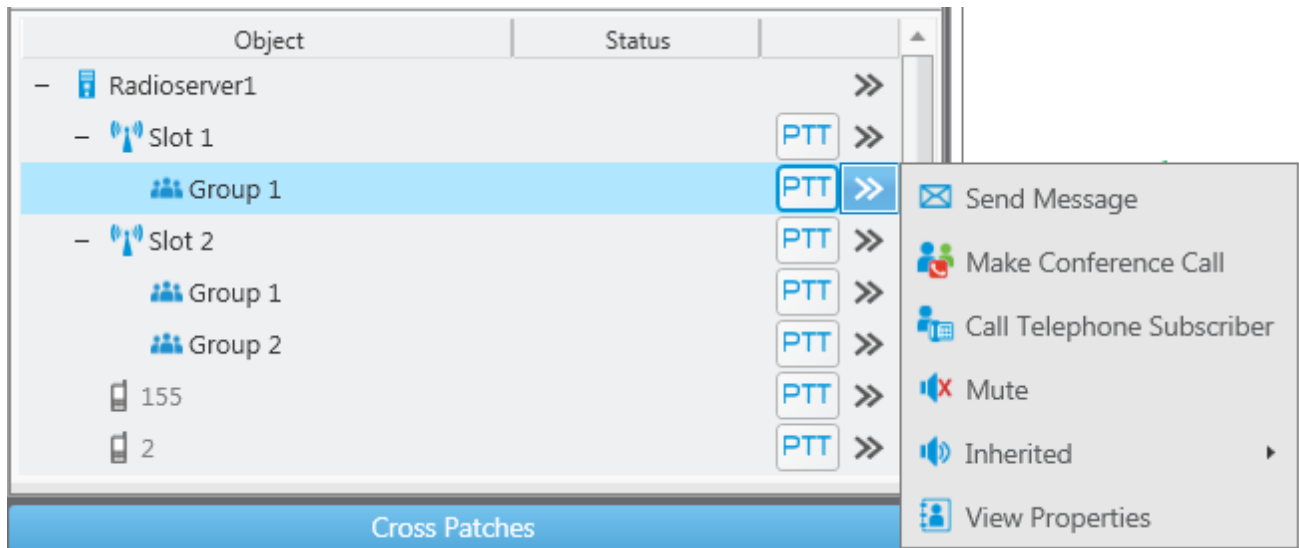 Object Status
Radioserver1
Slot 1 PTT
Group 1 PTT
Send Message
Slot 2 PTT
Make Conference Call
Group 1 PTT
Call Telephone Subscriber
Group 2 PTT
155 PTT
Mute
2 PTT
Inherited
Cross Patches
View Properties